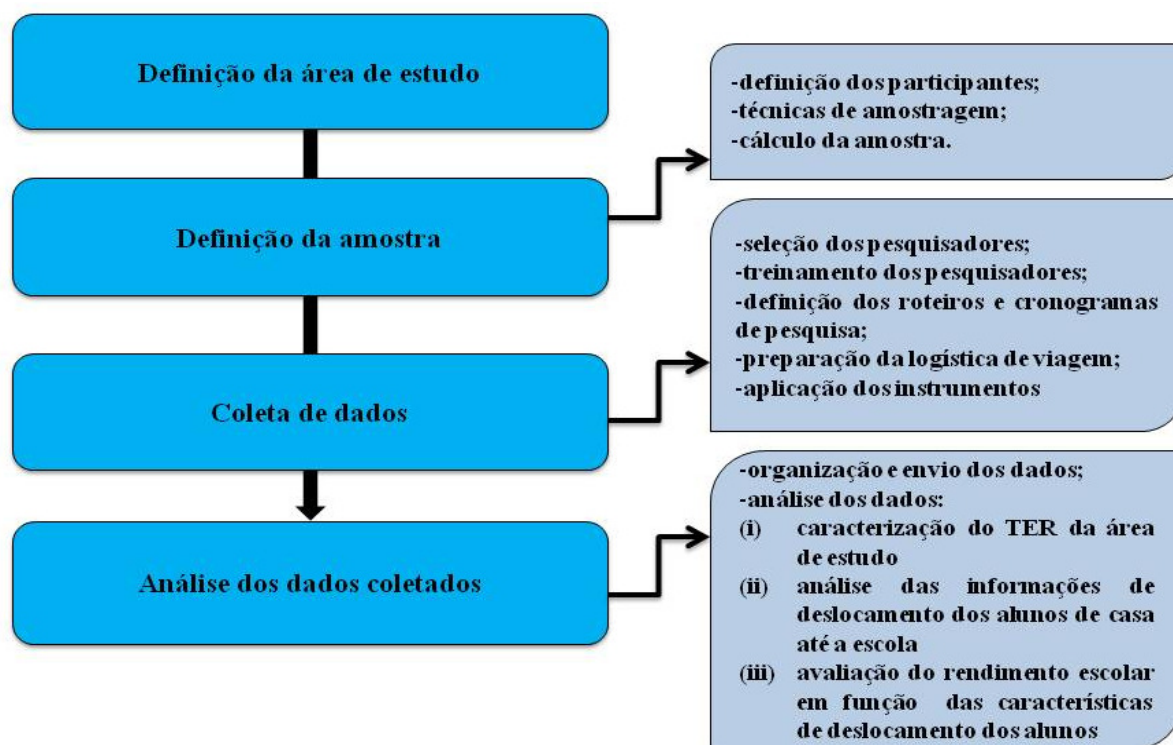 Definição da área de estudo
-definição dos participantes;
-técnicas de amostragem;
-cálculo da amostra.
Definição da amostra
-seleção dos pesquisadores;
-treinamento dos pesquisadores;
-definição dos roteiros e cronogramas
de pesquisa;
-preparação da logística de viagem;
-aplicação dos instrumentos
Coleta de dados
-organização e envio dos dados;
-análise dos dados:
(i) caracterização do TER da área
de estudo
(ii) análise das informações de
deslocamento dos alunos de casa
até a escola
(iii) avaliação do rendimento escolar
em função das características
de deslocamento dos alunos
Análise dos dados coletados